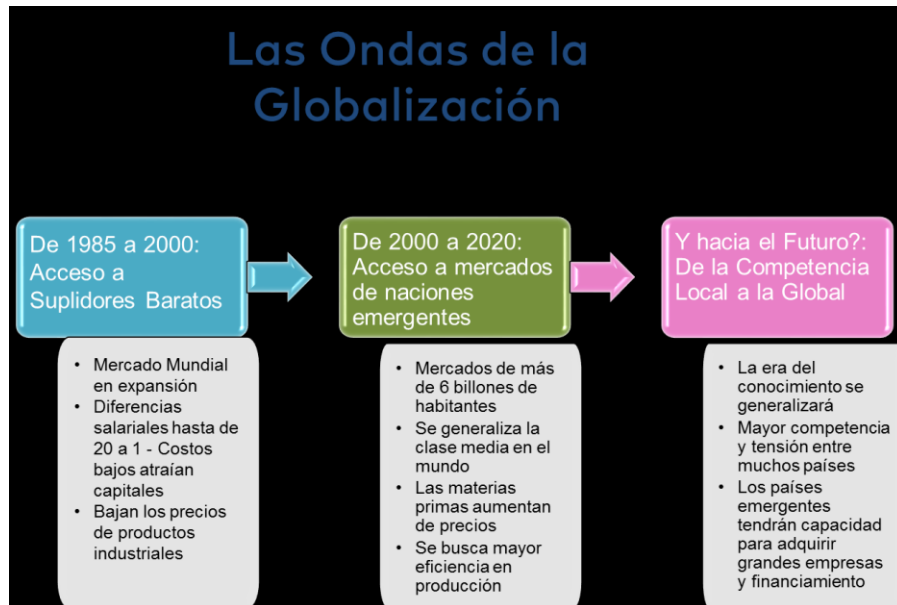 Las Ondas de la
Globalización
De 1985 a 2000:
Acceso a
Suplidores Baratos
• Mercado Mundial
en expansión
• Diferencias
salariales hasta de
20 a 1 - Costos
bajos atraían
capitales
• Bajan los precios
de productos
industriales
De 2000 a 2020:
Acceso a mercados
de naciones
emergentes
• Mercados de más
de 6 billones de
habitantes
• Se generaliza la
clase media en el
mundo
• Las materias
primas aumentan
de precios
• Se busca mayor
eficiencia en
producción
Y hacia el Futuro?:
De la Competencia
Local a la Global
• La era del
conocimiento se
generalizará
• Mayor competencia
y tensión entre
muchos países
• Los países
emergentes
tendrán capacidad
para adquirir
grandes empresas
y financiamiento